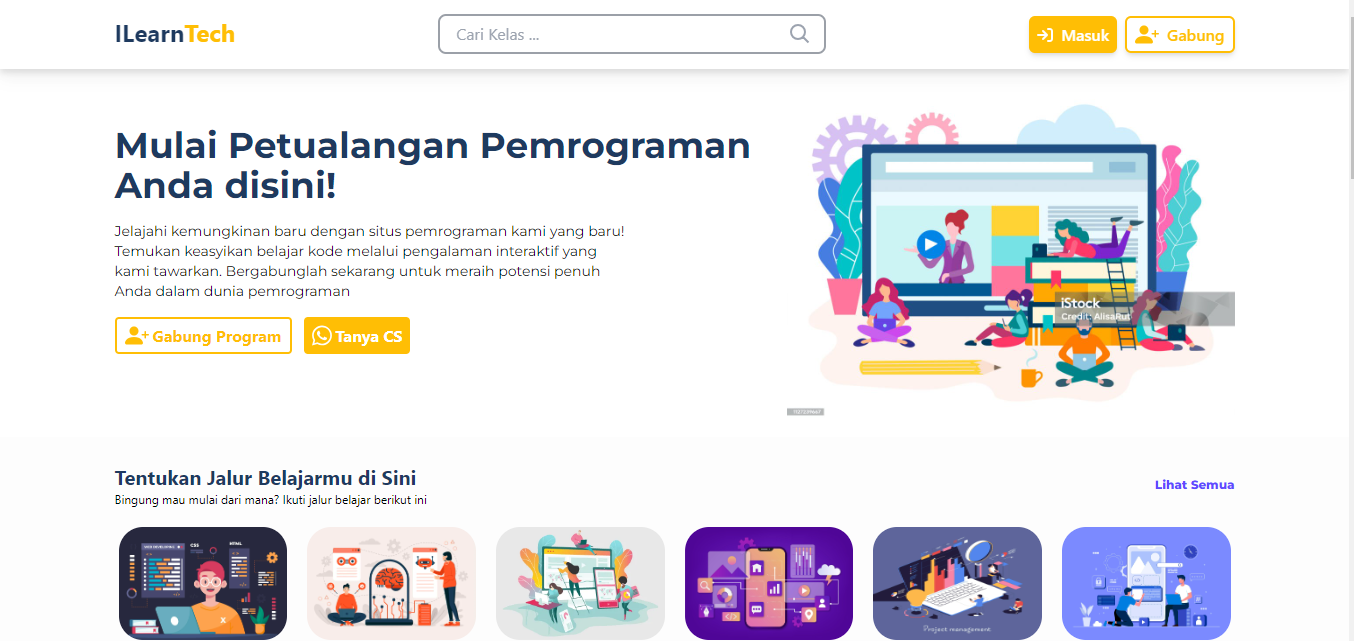 ILearnTech
Cari Kelas ...
Masuk
Gabung
Mulai Petualangan Pemrograman
Anda disini!
Jelajahi kemungkinan baru dengan situs pemrograman kami yang baru!
Temukan keasyikan belajar kode melalui pengalaman interaktif yang
kami tawarkan. Bergabunglah sekarang untuk meraih potensi penuh
Anda dalam dunia pemrograman
Gabung Program
Tanya CS
iStock
Credit: AlisaRut
Tentukan Jalur Belajarmu di Sini
Bingung mau mulai dari mana? Ikuti jalur belajar berikut ini
Lihat Semua
WEB DEVELOPING
CSS
HTML
Project management